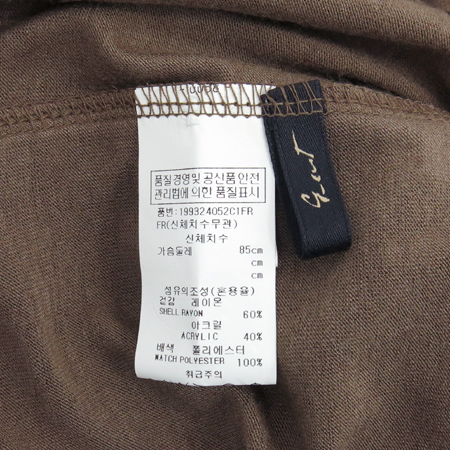 품질경영및 공산품안전
관리법에 의한 품질표시
품번:199324052C1FR
FR(신체치수무관)
신체치수
가슴둘레 85cm
cm
cm
섬유의조성(혼용율)
겉감 레이온
SHELL RAYON 60%
아크릴
ACRYLIC 40%
배색 폴리에스터
WATCH POLYESTER 100%
취급주의